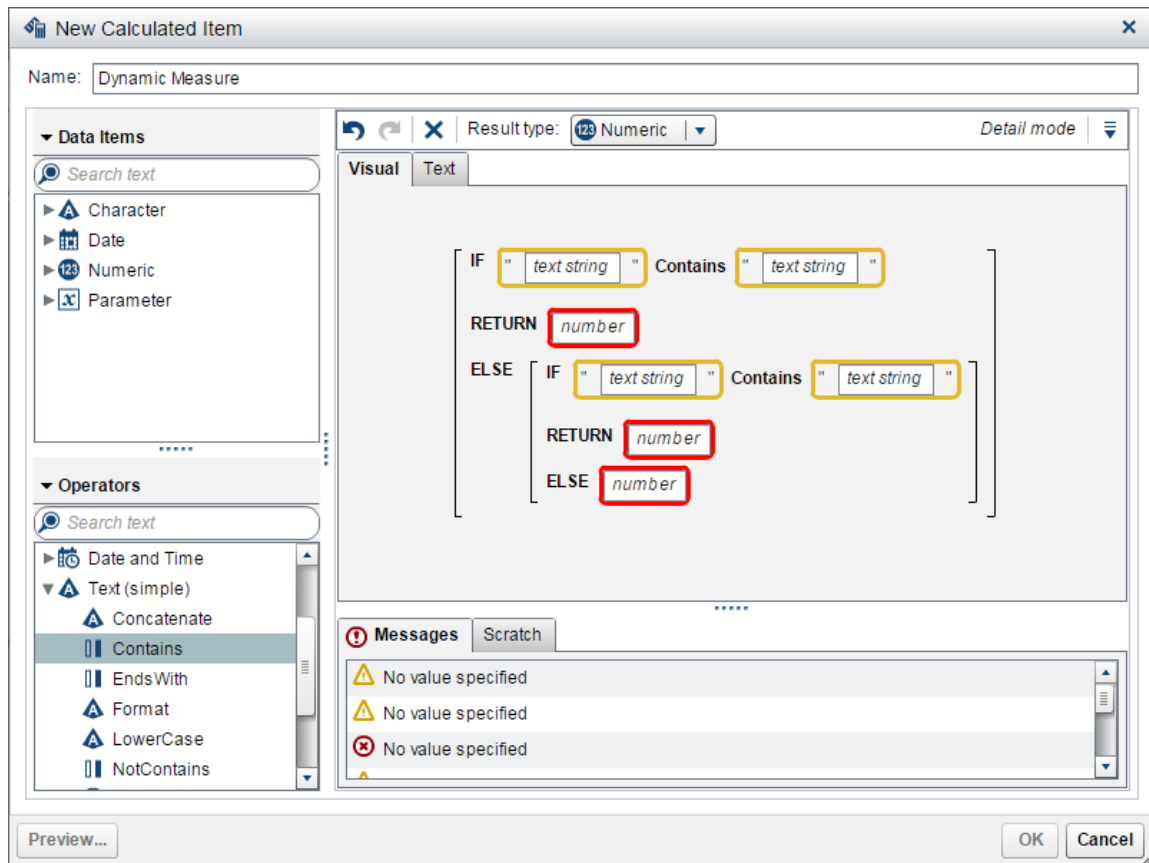 New Calculated Item
Name: Dynamic Measure
Data Items
Search text
Character
Date
123 Numeric
x Parameter
Operators
Search text
Date and Time
Text (simple)
Concatenate
Contains
EndsWith
Format
LowerCase
NotContains
Result type: 123 Numeric Detail mode
Visual Text
IF " text string " Contains " text string "
RETURN number
ELSE IF " text string " Contains " text string "
RETURN number
ELSE number
Messages Scratch
No value specified
No value specified
No value specified
Preview... OK Cancel